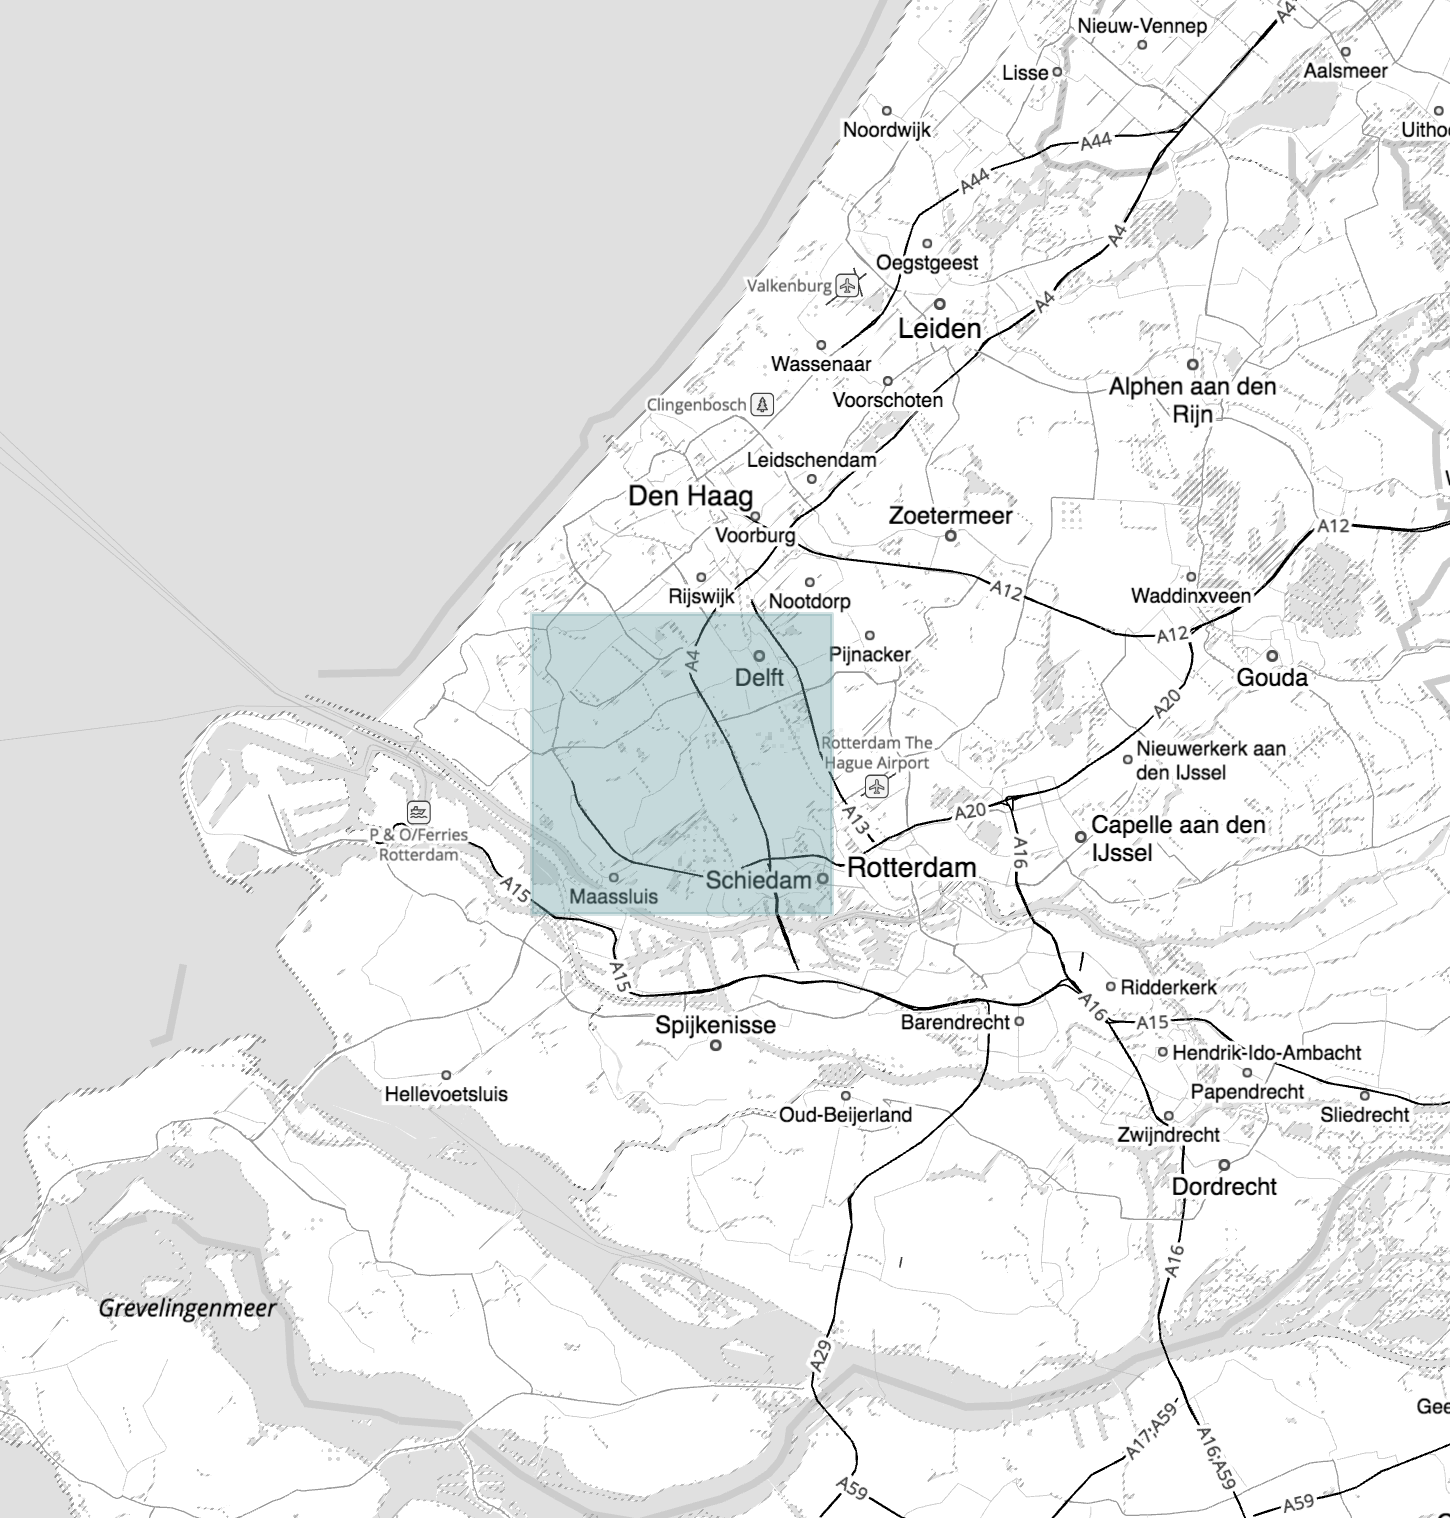 A4
Nieuw-Vennep
Lisse
Aalsmeer
Noordwijk
A44
A44
A4
Oegstgeest
Valkenburg
A4
Leiden
Wassenaar
Alphen aan den
Rijn
Voorschoten
Clingenbosch
Leidschendam
Den Haag
Zoetermeer
A12
Voorburg
Rijswijk
Nootdorp
A12
Waddinxveen
A12
A4
Pijnacker
Delft
Gouda
A20
Rotterdam The
Hague Airport
Nieuwerkerk aan
den IJssel
A20
A13
P & O/Ferries
Rotterdam
Capelle aan den
IJssel
A16
Rotterdam
Schiedam
A15
Maassluis
A15
Ridderkerk
A16
Spijkenisse
Barendrecht
A15
Hendrik-Ido-Ambacht
Hellevoetsluis
Papendrecht
Oud-Beijerland
Sliedrecht
Zwijndrecht
Dordrecht
A16
Grevelingenmeer
A29
A17;A59
A16;A59
A59
A59